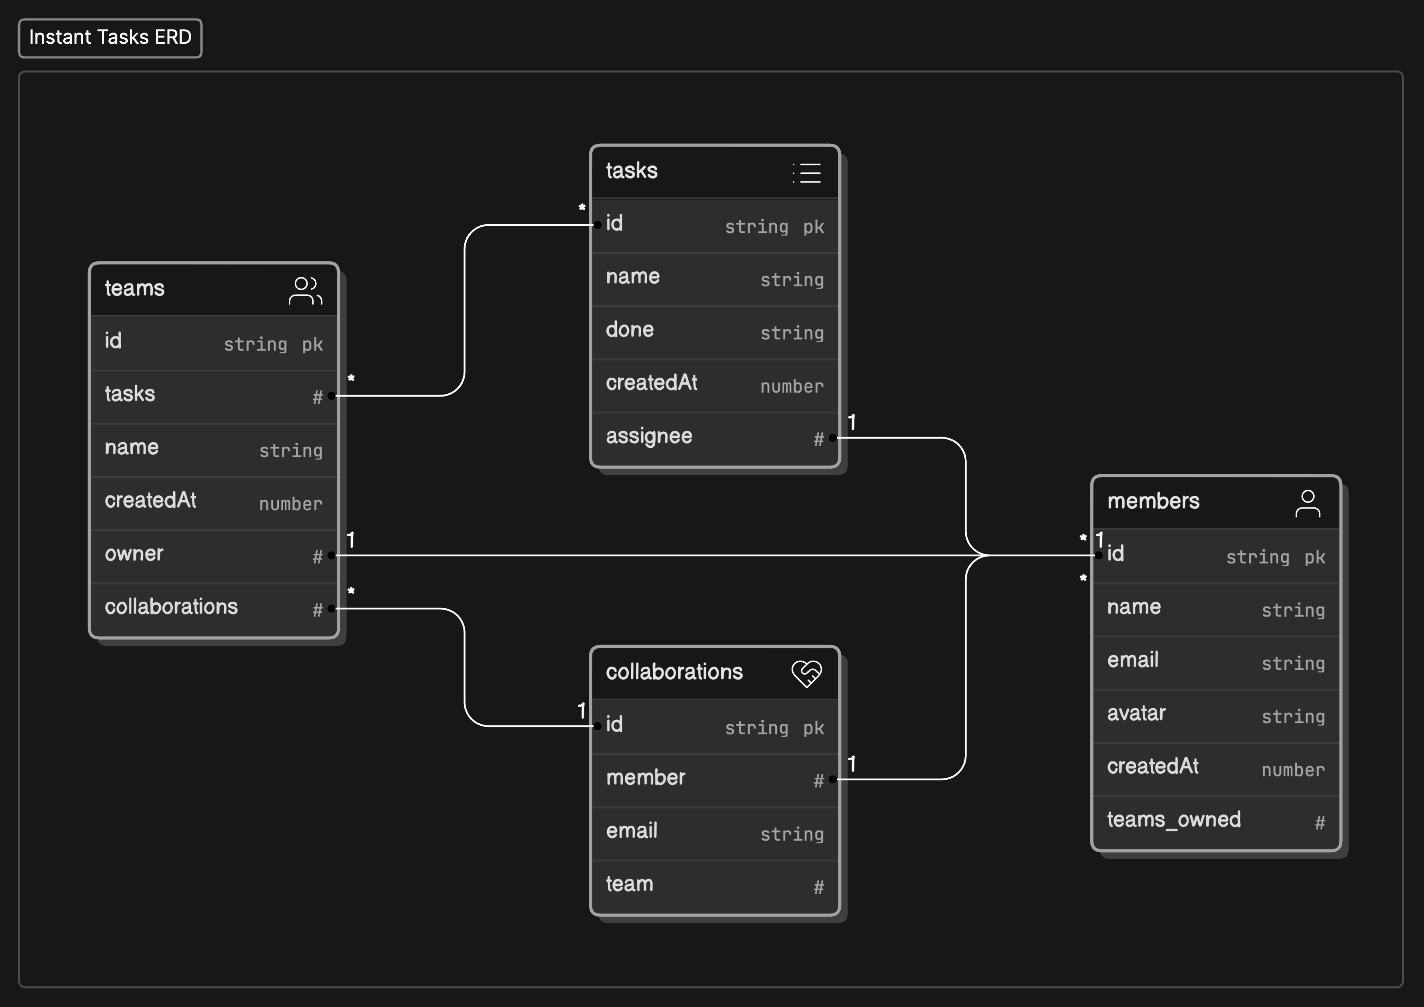 Instant Tasks ERD
tasks
* id string pk
name string
done string
createdAt number
assignee # 1
teams
id string pk
tasks # *
name string
createdAt number
owner # 1
collaborations # *
collaborations
1 id string pk
member # 1
email string
team #
members
* 1 id string pk
*
name string
email string
avatar string
createdAt number
teams_owned #